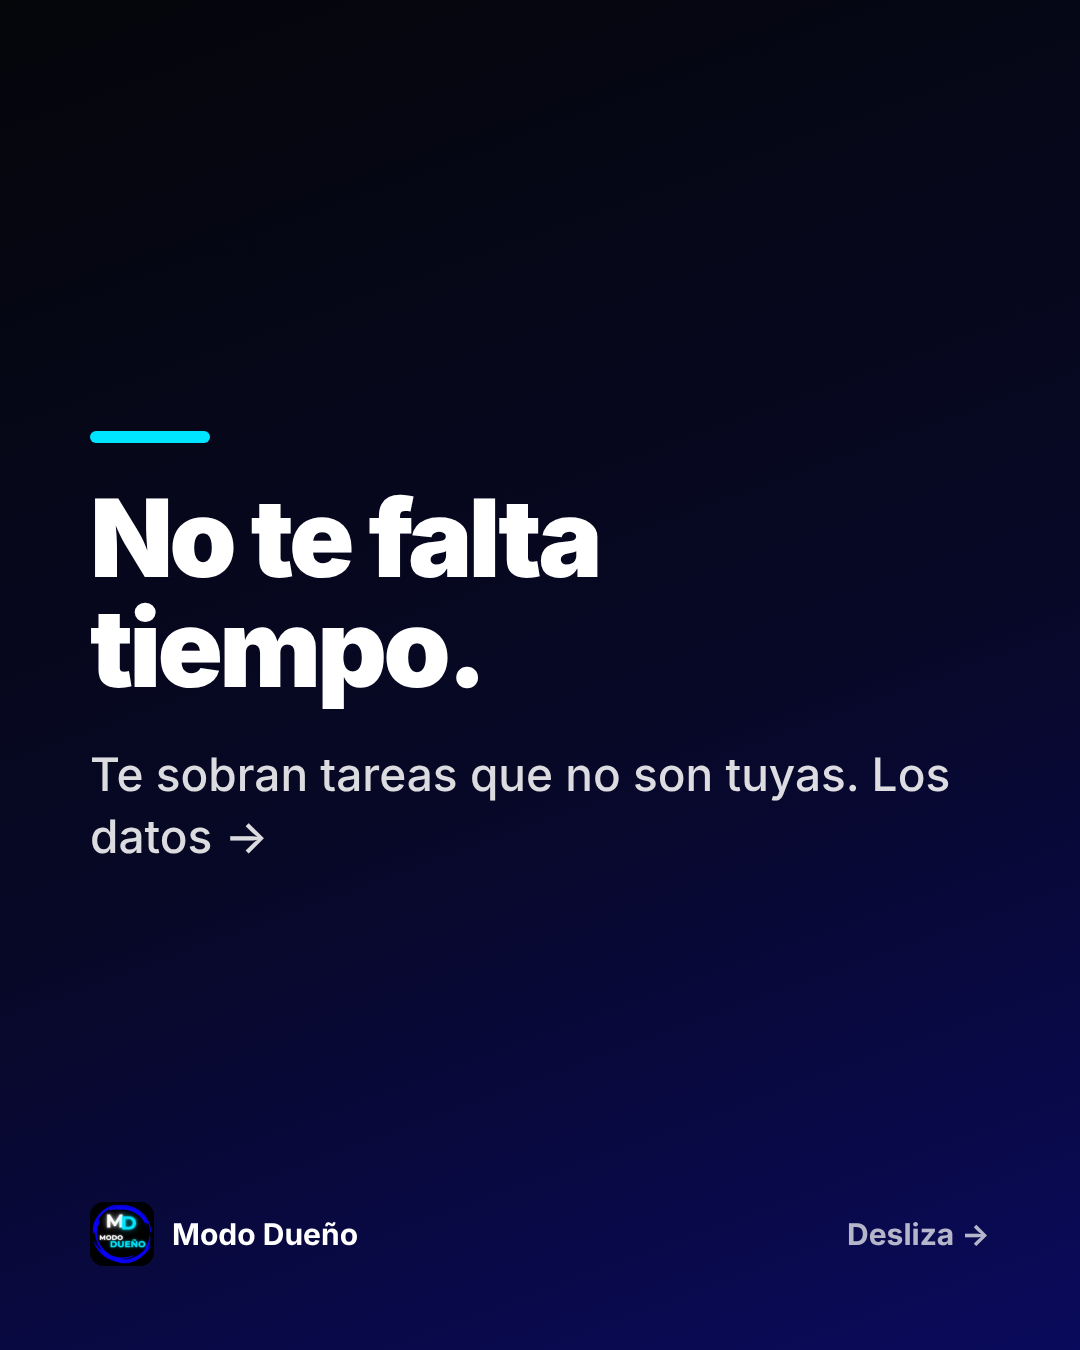 No te falta
tiempo.
Te sobran tareas que no son tuyas. Los
datos →
MD
MODO
DUEÑO
Modo Dueño
Desliza →